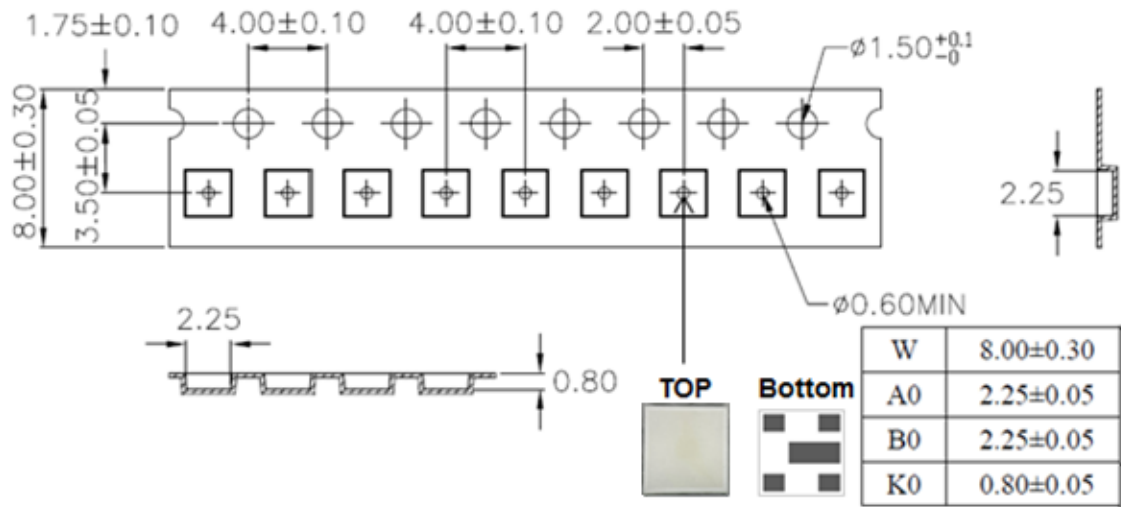 1.75±0.10
4.00±0.10
4.00±0.10
2.00±0.05
ø1.50 +0.1 -0
8.00±0.30
3.50±0.05
2.25
ø0.60MIN
2.25
0.80
TOP
Bottom
W 8.00±0.30
A0 2.25±0.05
B0 2.25±0.05
K0 0.80±0.05